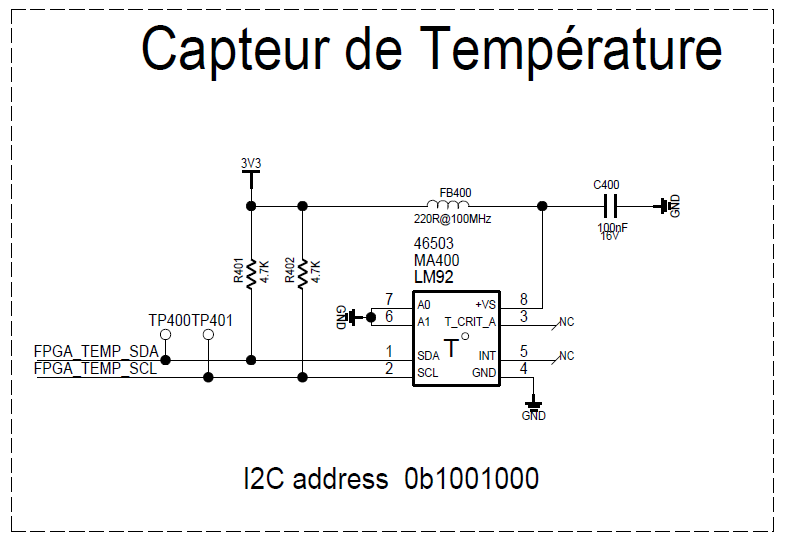 Capteur de Température
3V3
FB400
220R@100MHz
C400
100nF
16V
GND
R401
4.7K
R402
4.7K
46503
MA400
LM92
GND
7
A0
+VS
8
6
A1
T_CRIT_A
3
NC
T
TP400TP401
FPGA_TEMP_SDA
1
SDA
INT
5
NC
FPGA_TEMP_SCL
2
SCL
GND
4
GND
I2C address 0b1001000